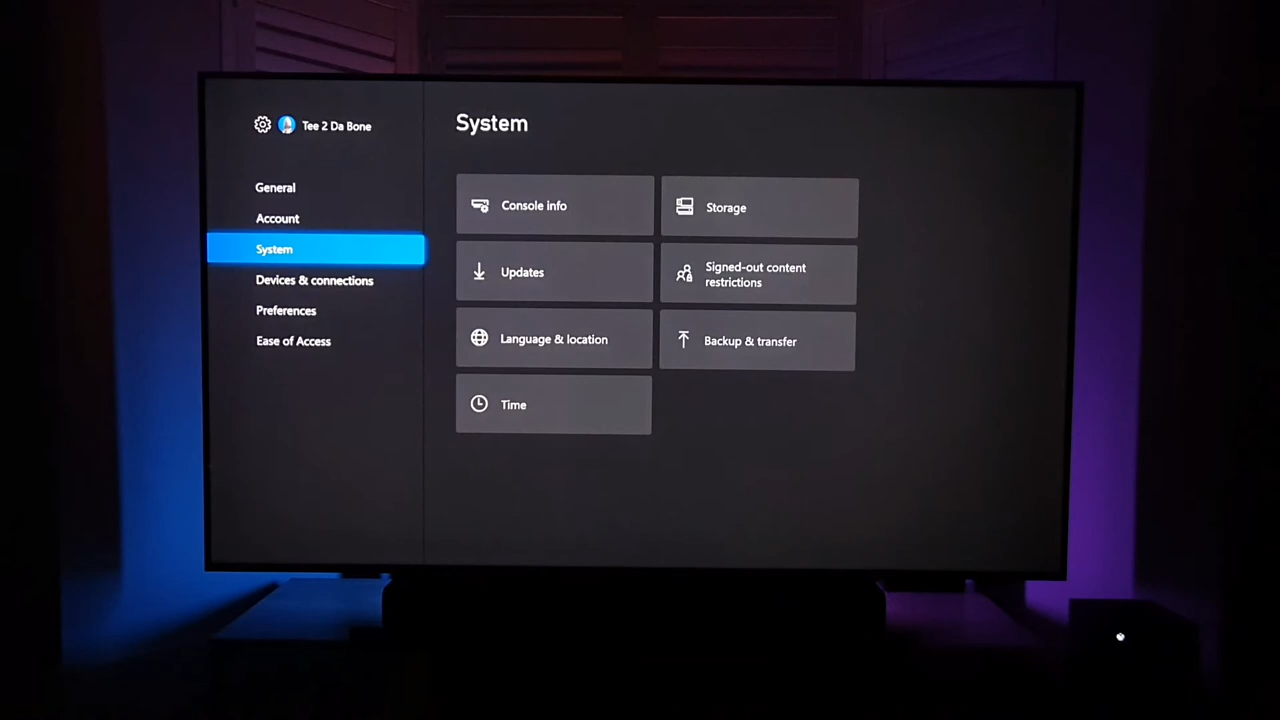 Tee 2 Da Bone
General
Account
System
Devices & connections
Preferences
Ease of Access
System
Console info
Storage
Updates
Signed-out content
restrictions
Language & location
Backup & transfer
Time